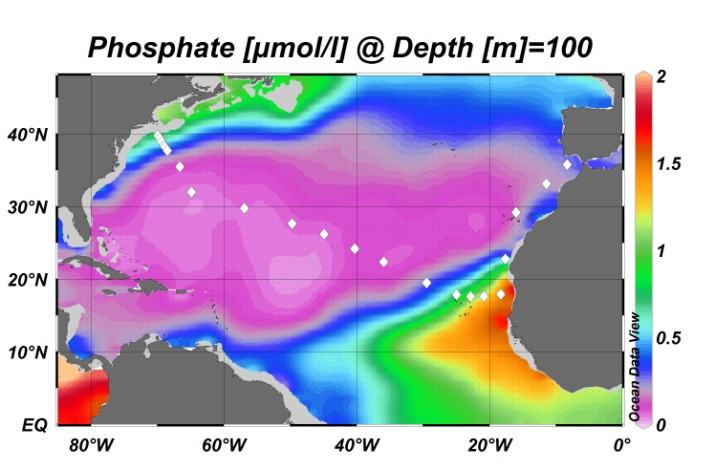 Phosphate [µmol/l] @ Depth [m]=100
2
40°N
1.5
30°N
1
20°N
0.5
10°N
Ocean Data View
EQ
0
80°W
60°W
40°W
20°W
0°